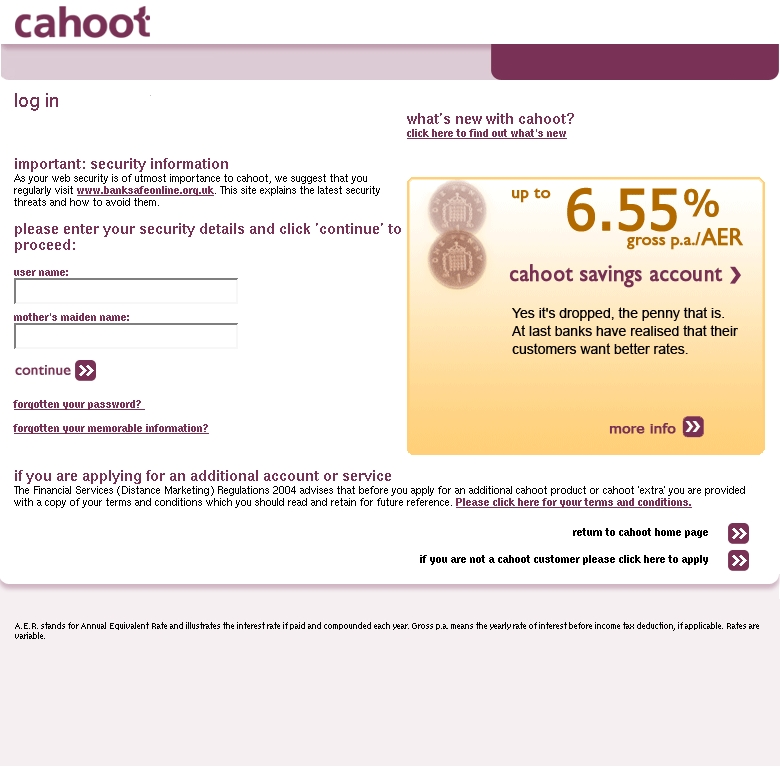 cahoot
log in
what's new with cahoot?
click here to find out what's new
important: security information
As your web security is of utmost importance to cahoot, we suggest that you
regularly visit www.banksafeonline.org.uk. This site explains the latest security
threats and how to avoid them.
please enter your security details and click 'continue' to
proceed:
user name:
mother's maiden name:
continue
forgotten your password?
forgotten your memorable information?
up to 6.55%
gross p.a./AER
cahoot savings account
Yes it's dropped, the penny that is.
At last banks have realised that their
customers want better rates.
more info
if you are applying for an additional account or service
The Financial Services (Distance Marketing) Regulations 2004 advises that before you apply for an additional cahoot product or cahoot 'extra' you are provided
with a copy of your terms and conditions which you should read and retain for future reference. Please click here for your terms and conditions.
return to cahoot home page
if you are not a cahoot customer please click here to apply
A.E.R. stands for Annual Equivalent Rate and illustrates the interest rate if paid and compounded each year. Gross p.a. means the yearly rate of interest before income tax deduction, if applicable. Rates are
variable.